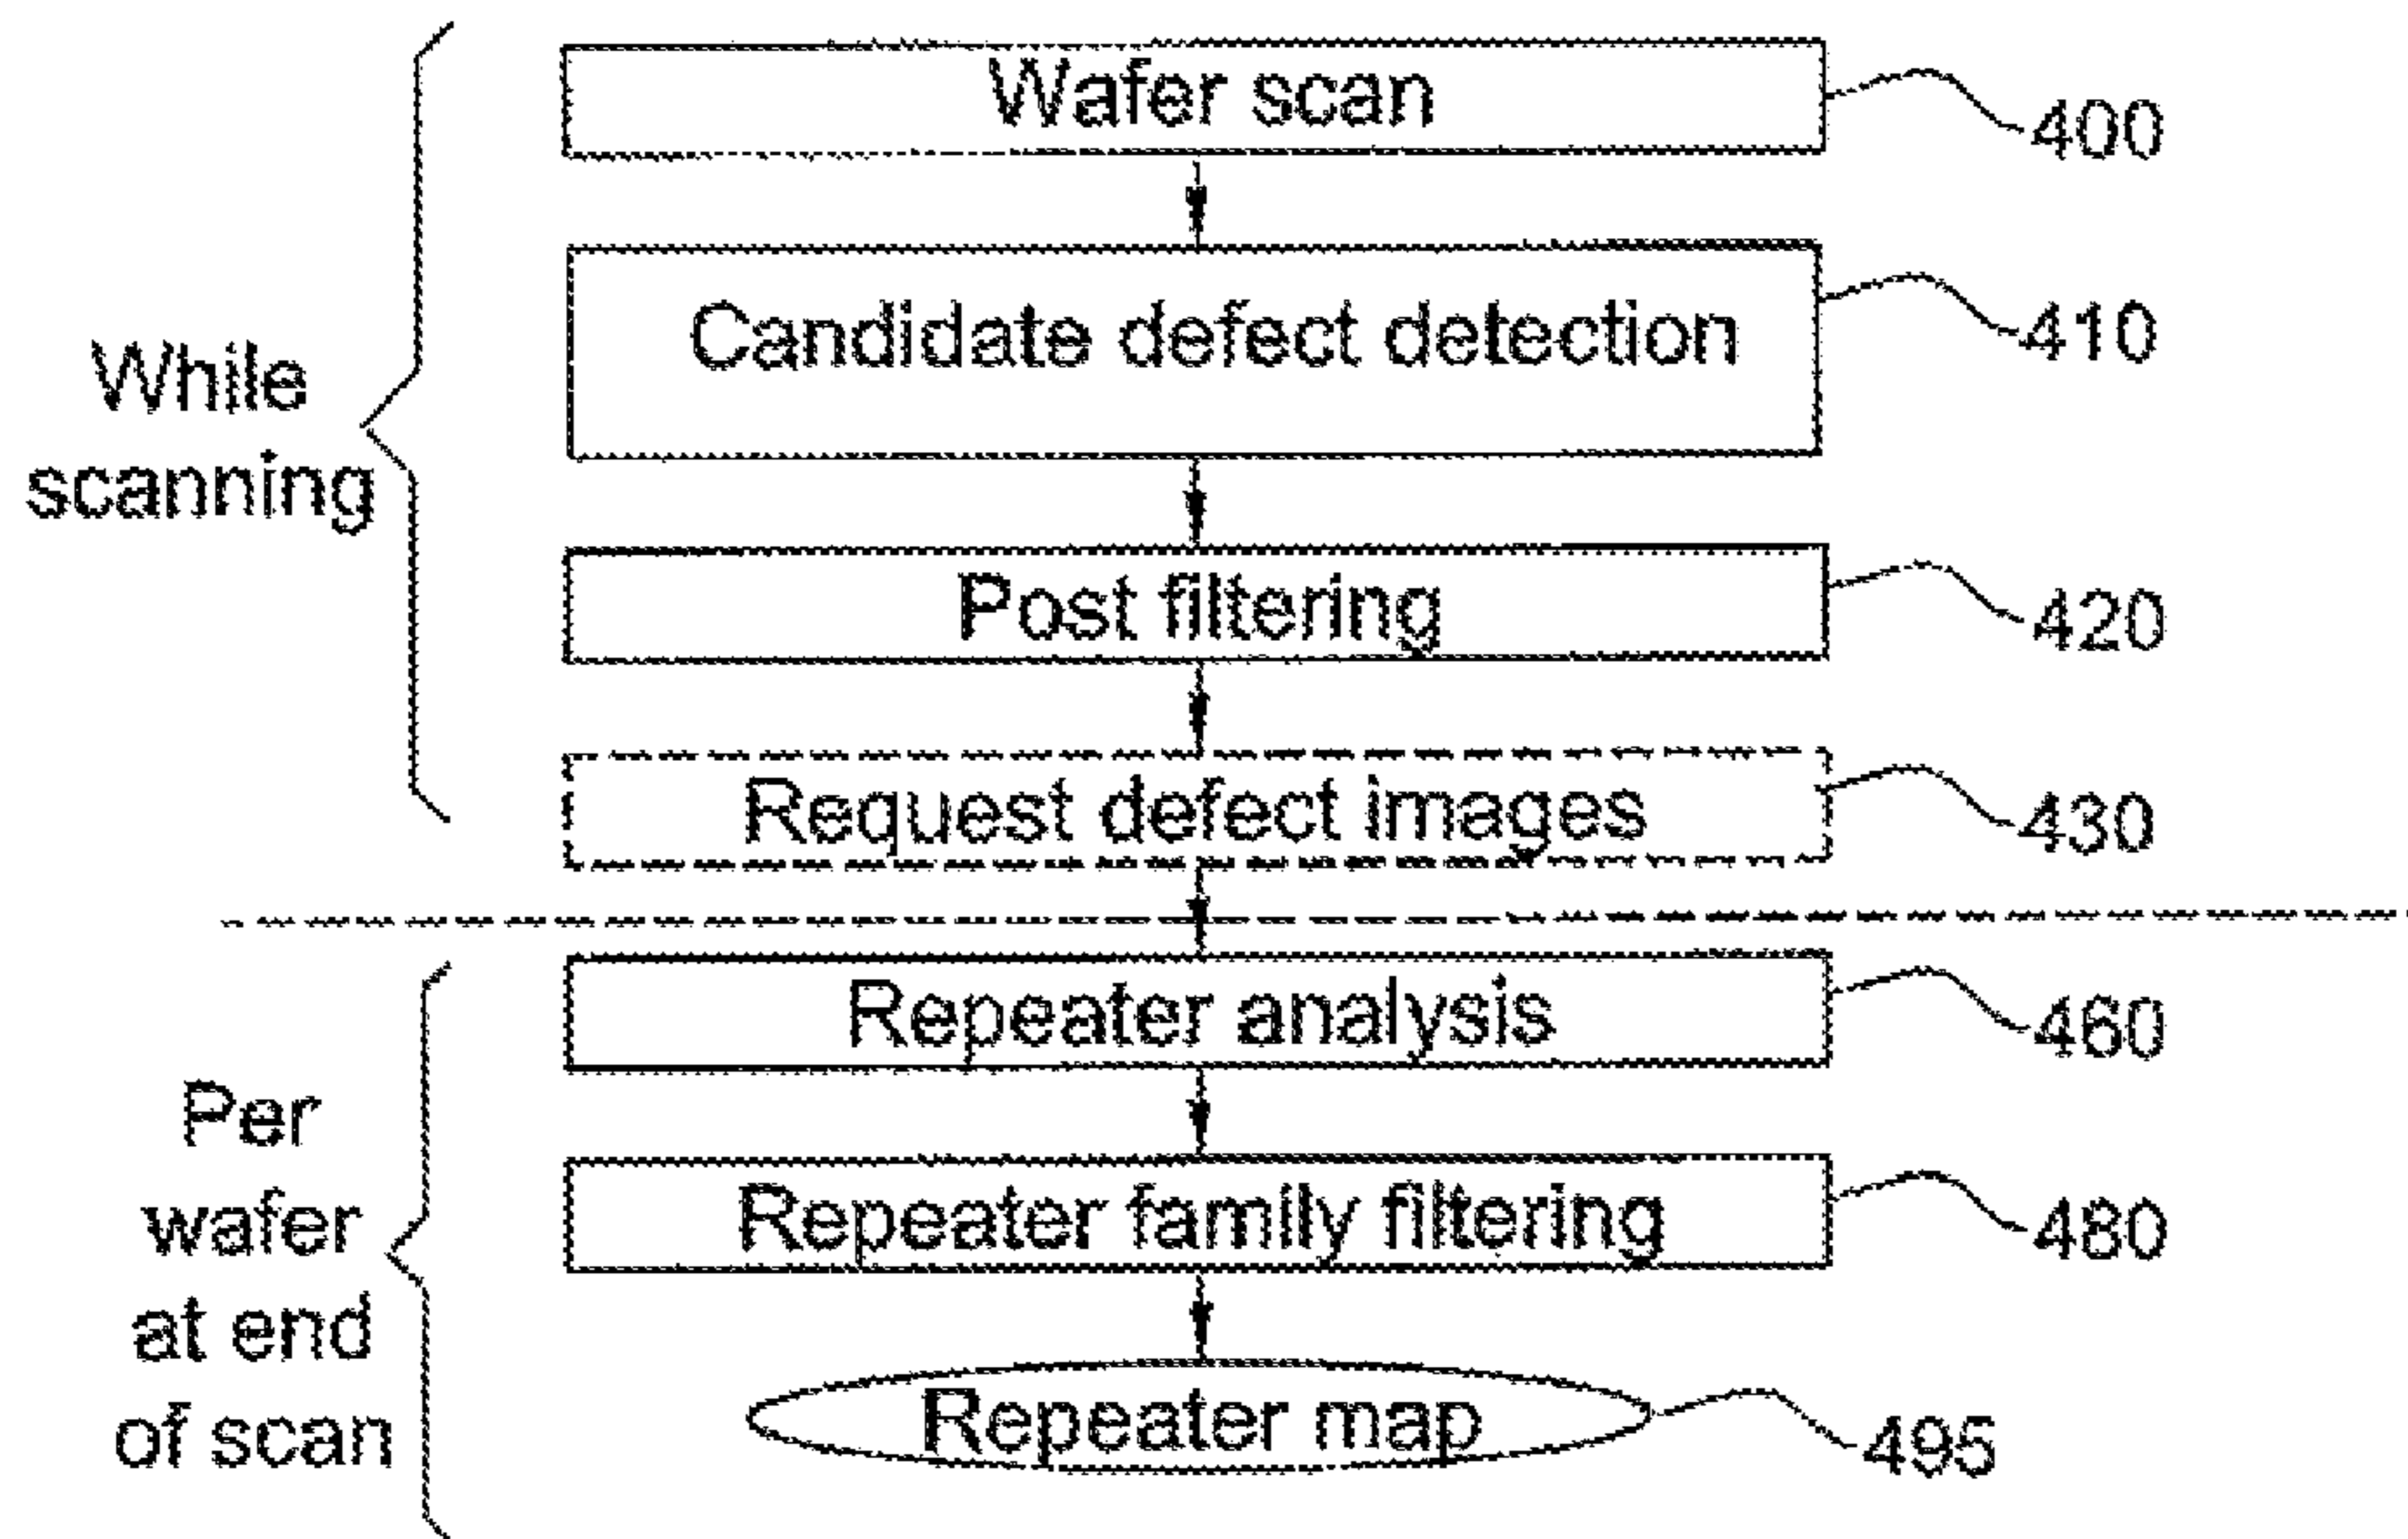 Wafer scan
400
Candidate defect detection
410
While
scanning
Post filtering
420
Request defect images
430
Repeater analysis
460
Per
wafer
at end
of scan
Repeater family filtering
480
Repeater map
495